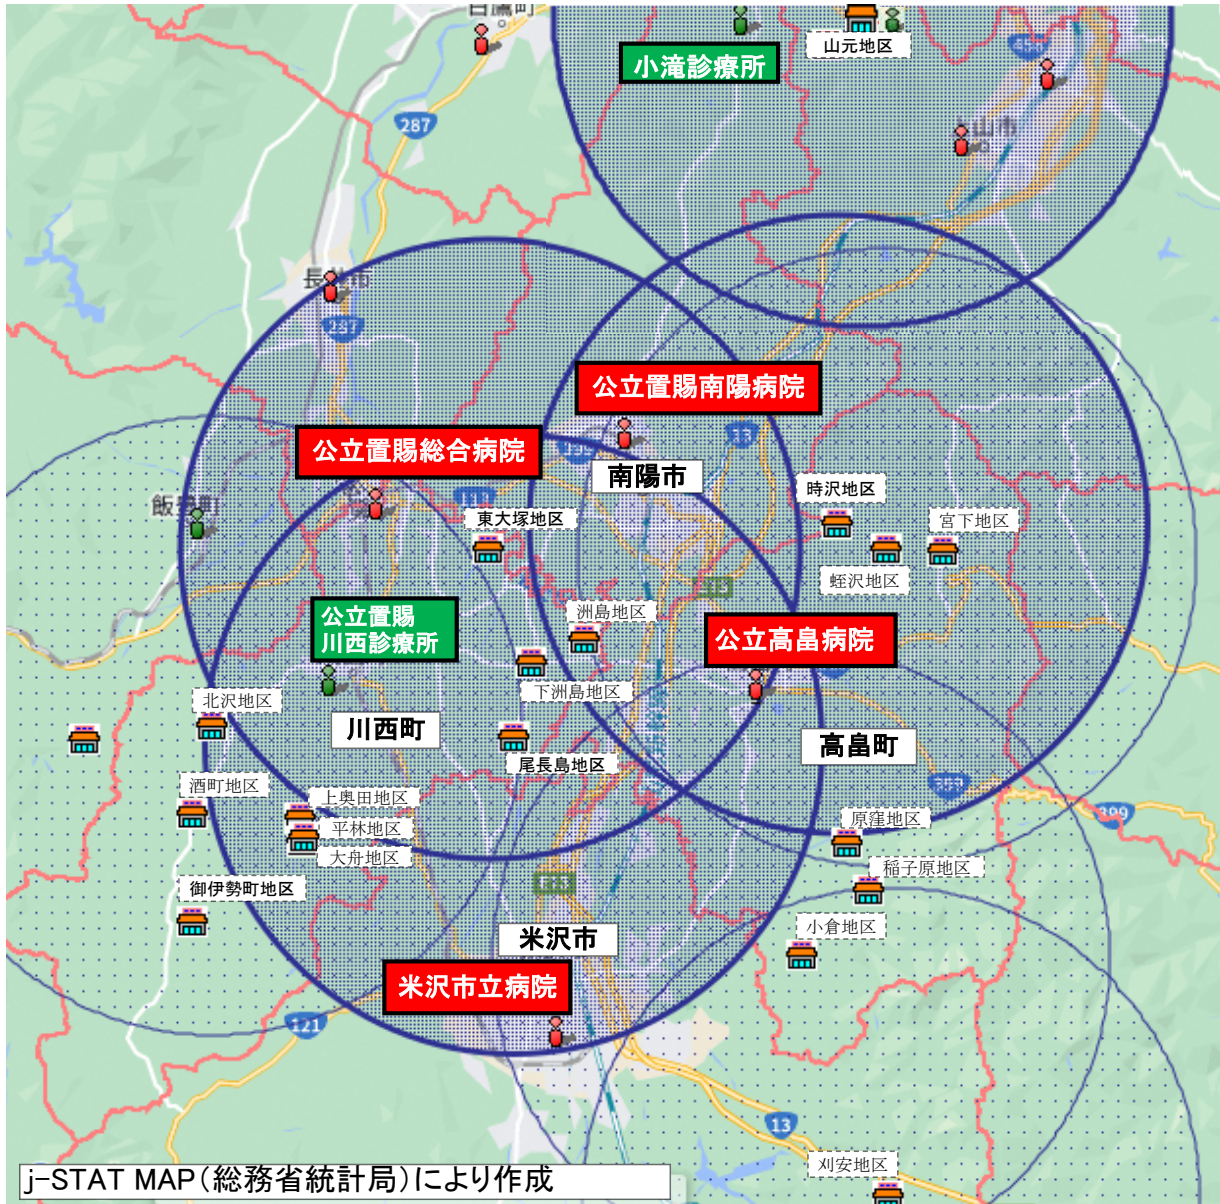 白鷹町
山元地区
小滝診療所
287
山市
長井市
287
公立置賜南陽病院
13
公立置賜総合病院
南陽市
113
飯豊町
東大塚地区
時沢地区
宮下地区
蛭沢地区
公立置賜
川西診療所
洲島地区
公立高畠病院
下洲島地区
北沢地区
川西町
尾長島地区
高畠町
酒町地区
上奥田地区
平林地区
大舟地区
399
399
原窪地区
稲子原地区
御伊勢町地区
E13
小倉地区
米沢市
米沢市立病院
121
13
刈安地区
j-STAT MAP（総務省統計局）により作成